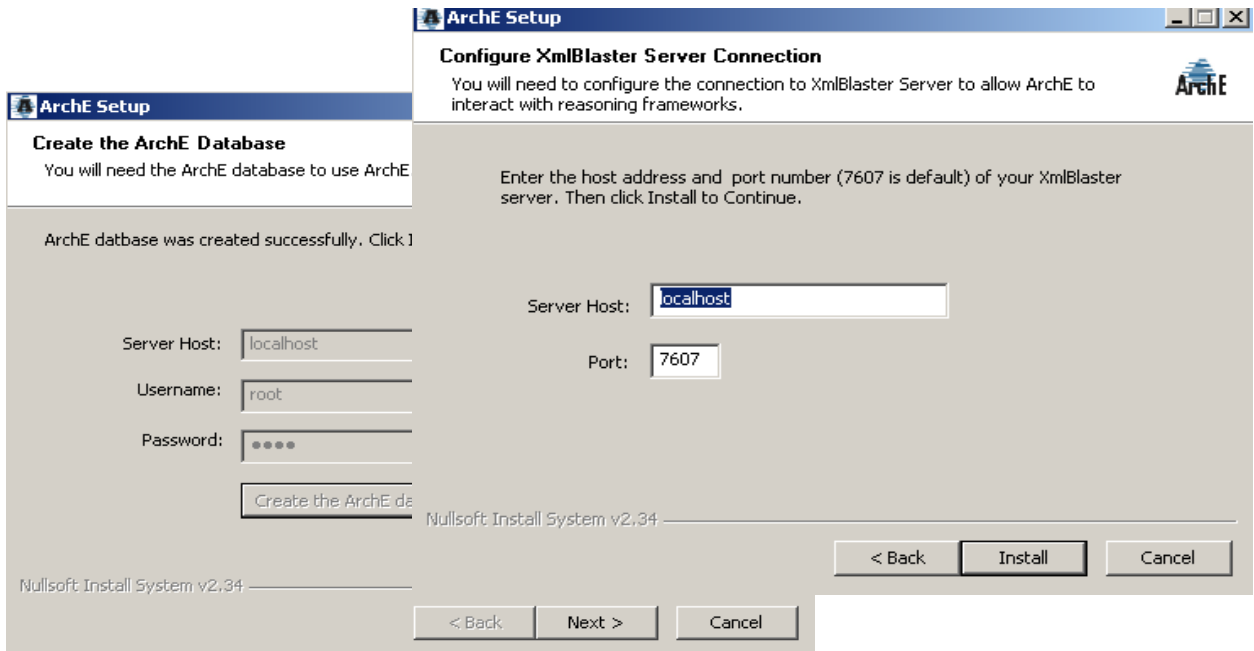 ArchE Setup
Create the ArchE Database
You will need the ArchE database to use ArchE
ArchE datbase was created successfully. Click
Server Host: localhost
Username: root
Password: ●●●●
Create the ArchE da
Nullsoft Install System v2.34
< Back Next > Cancel
ArchE Setup
Configure XmlBlaster Server Connection
You will need to configure the connection to XmlBlaster Server to allow ArchE to
interact with reasoning frameworks.
ArchE
Enter the host address and port number (7607 is default) of your XmlBlaster
server. Then click Install to Continue.
Server Host: localhost
Port: 7607
Nullsoft Install System v2.34
< Back Install Cancel